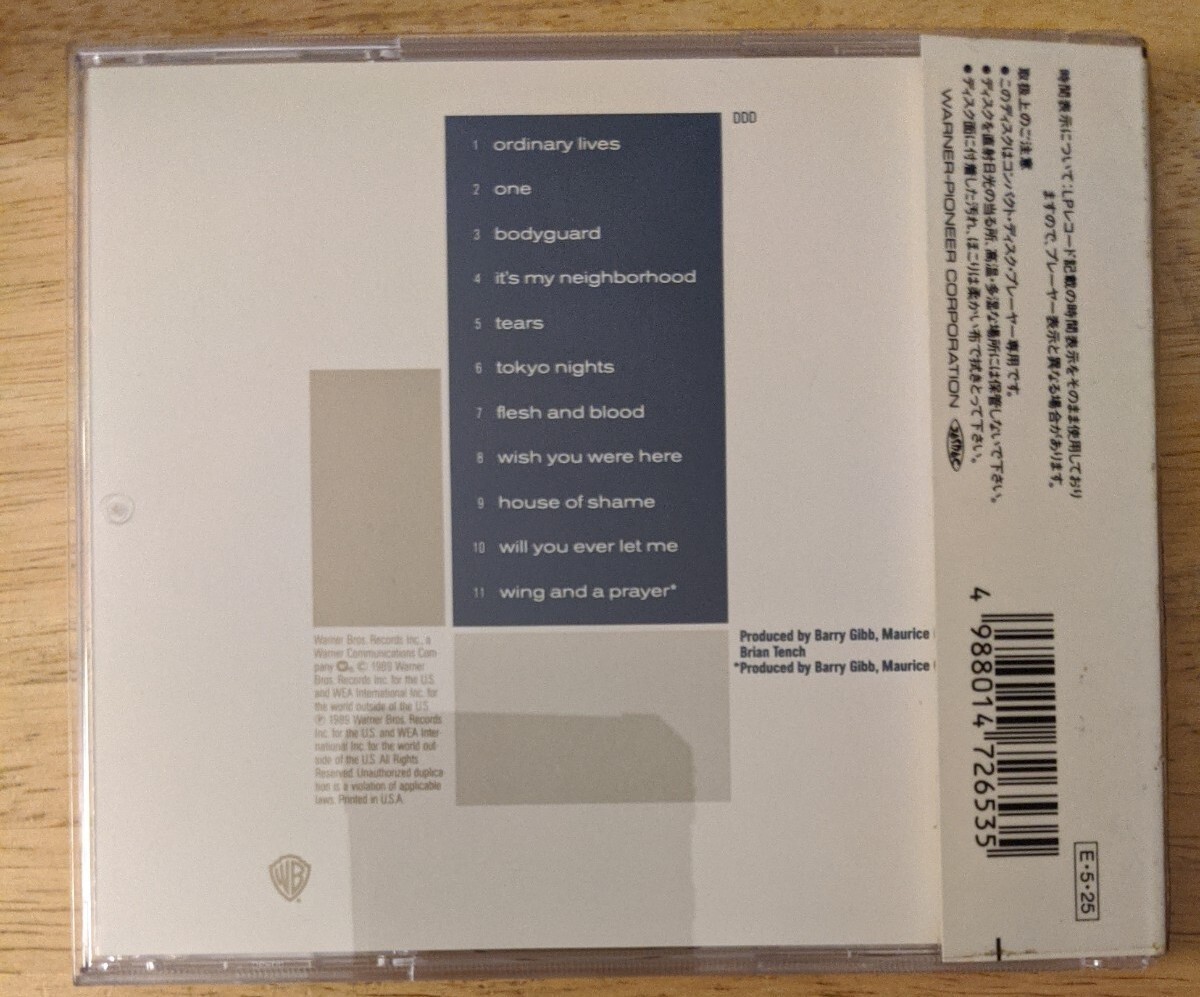 DDD
1 ordinary lives
2 one
3 bodyguard
4 it's my neighborhood
5 tears
6 tokyo nights
7 flesh and blood
8 wish you were here
9 house of shame
10 will you ever let me
11 wing and a prayer*
Warner Bros. Records Inc., a
Warner Communications Com-
pany © 1989 Warner
Bros. Records Inc. for the U.S.
and WEA International Inc. for
the world outside of the U.S.
℗ 1989 Warner Bros. Records
Inc. for the U.S. and WEA Inter-
national Inc. for the world out-
side of the U.S. All Rights
Reserved. Unauthorized duplica-
tion is a violation of applicable
laws. Printed in U.S.A.
Produced by Barry Gibb, Maurice
Brian Tench
*Produced by Barry Gibb, Maurice
WB
時間表示について:LPレコード記載の時間表示をそのまま使用しており
ますので、プレーヤー表示と異なる場合があります。
取扱上のご注意
●このディスクはコンパクト・ディスク・プレーヤー専用です。
●ディスクを直射日光の当る所、高温・多湿な場所には保管しないで下さい。
●ディスク面に付着した汚れ、ほこりは柔かい布で拭きとって下さい。
WARNER-PIONEER CORPORATION
4 988014 726535
E·5·25